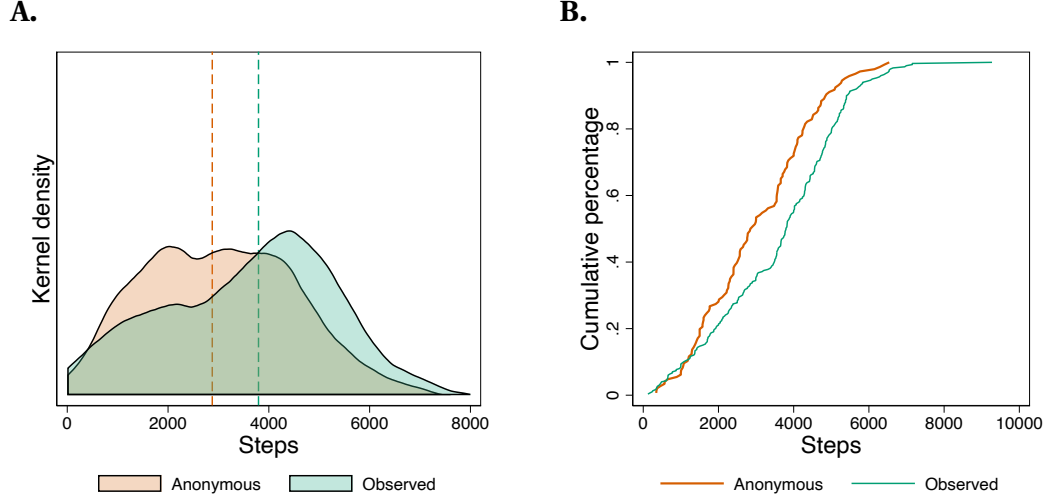 A.
Kernel density
0 2000 4000 6000 8000
Steps
Anonymous Observed
B.
Cumulative percentage
1
.8
.6
.4
.2
0
0 2000 4000 6000 8000 10000
Steps
Anonymous Observed